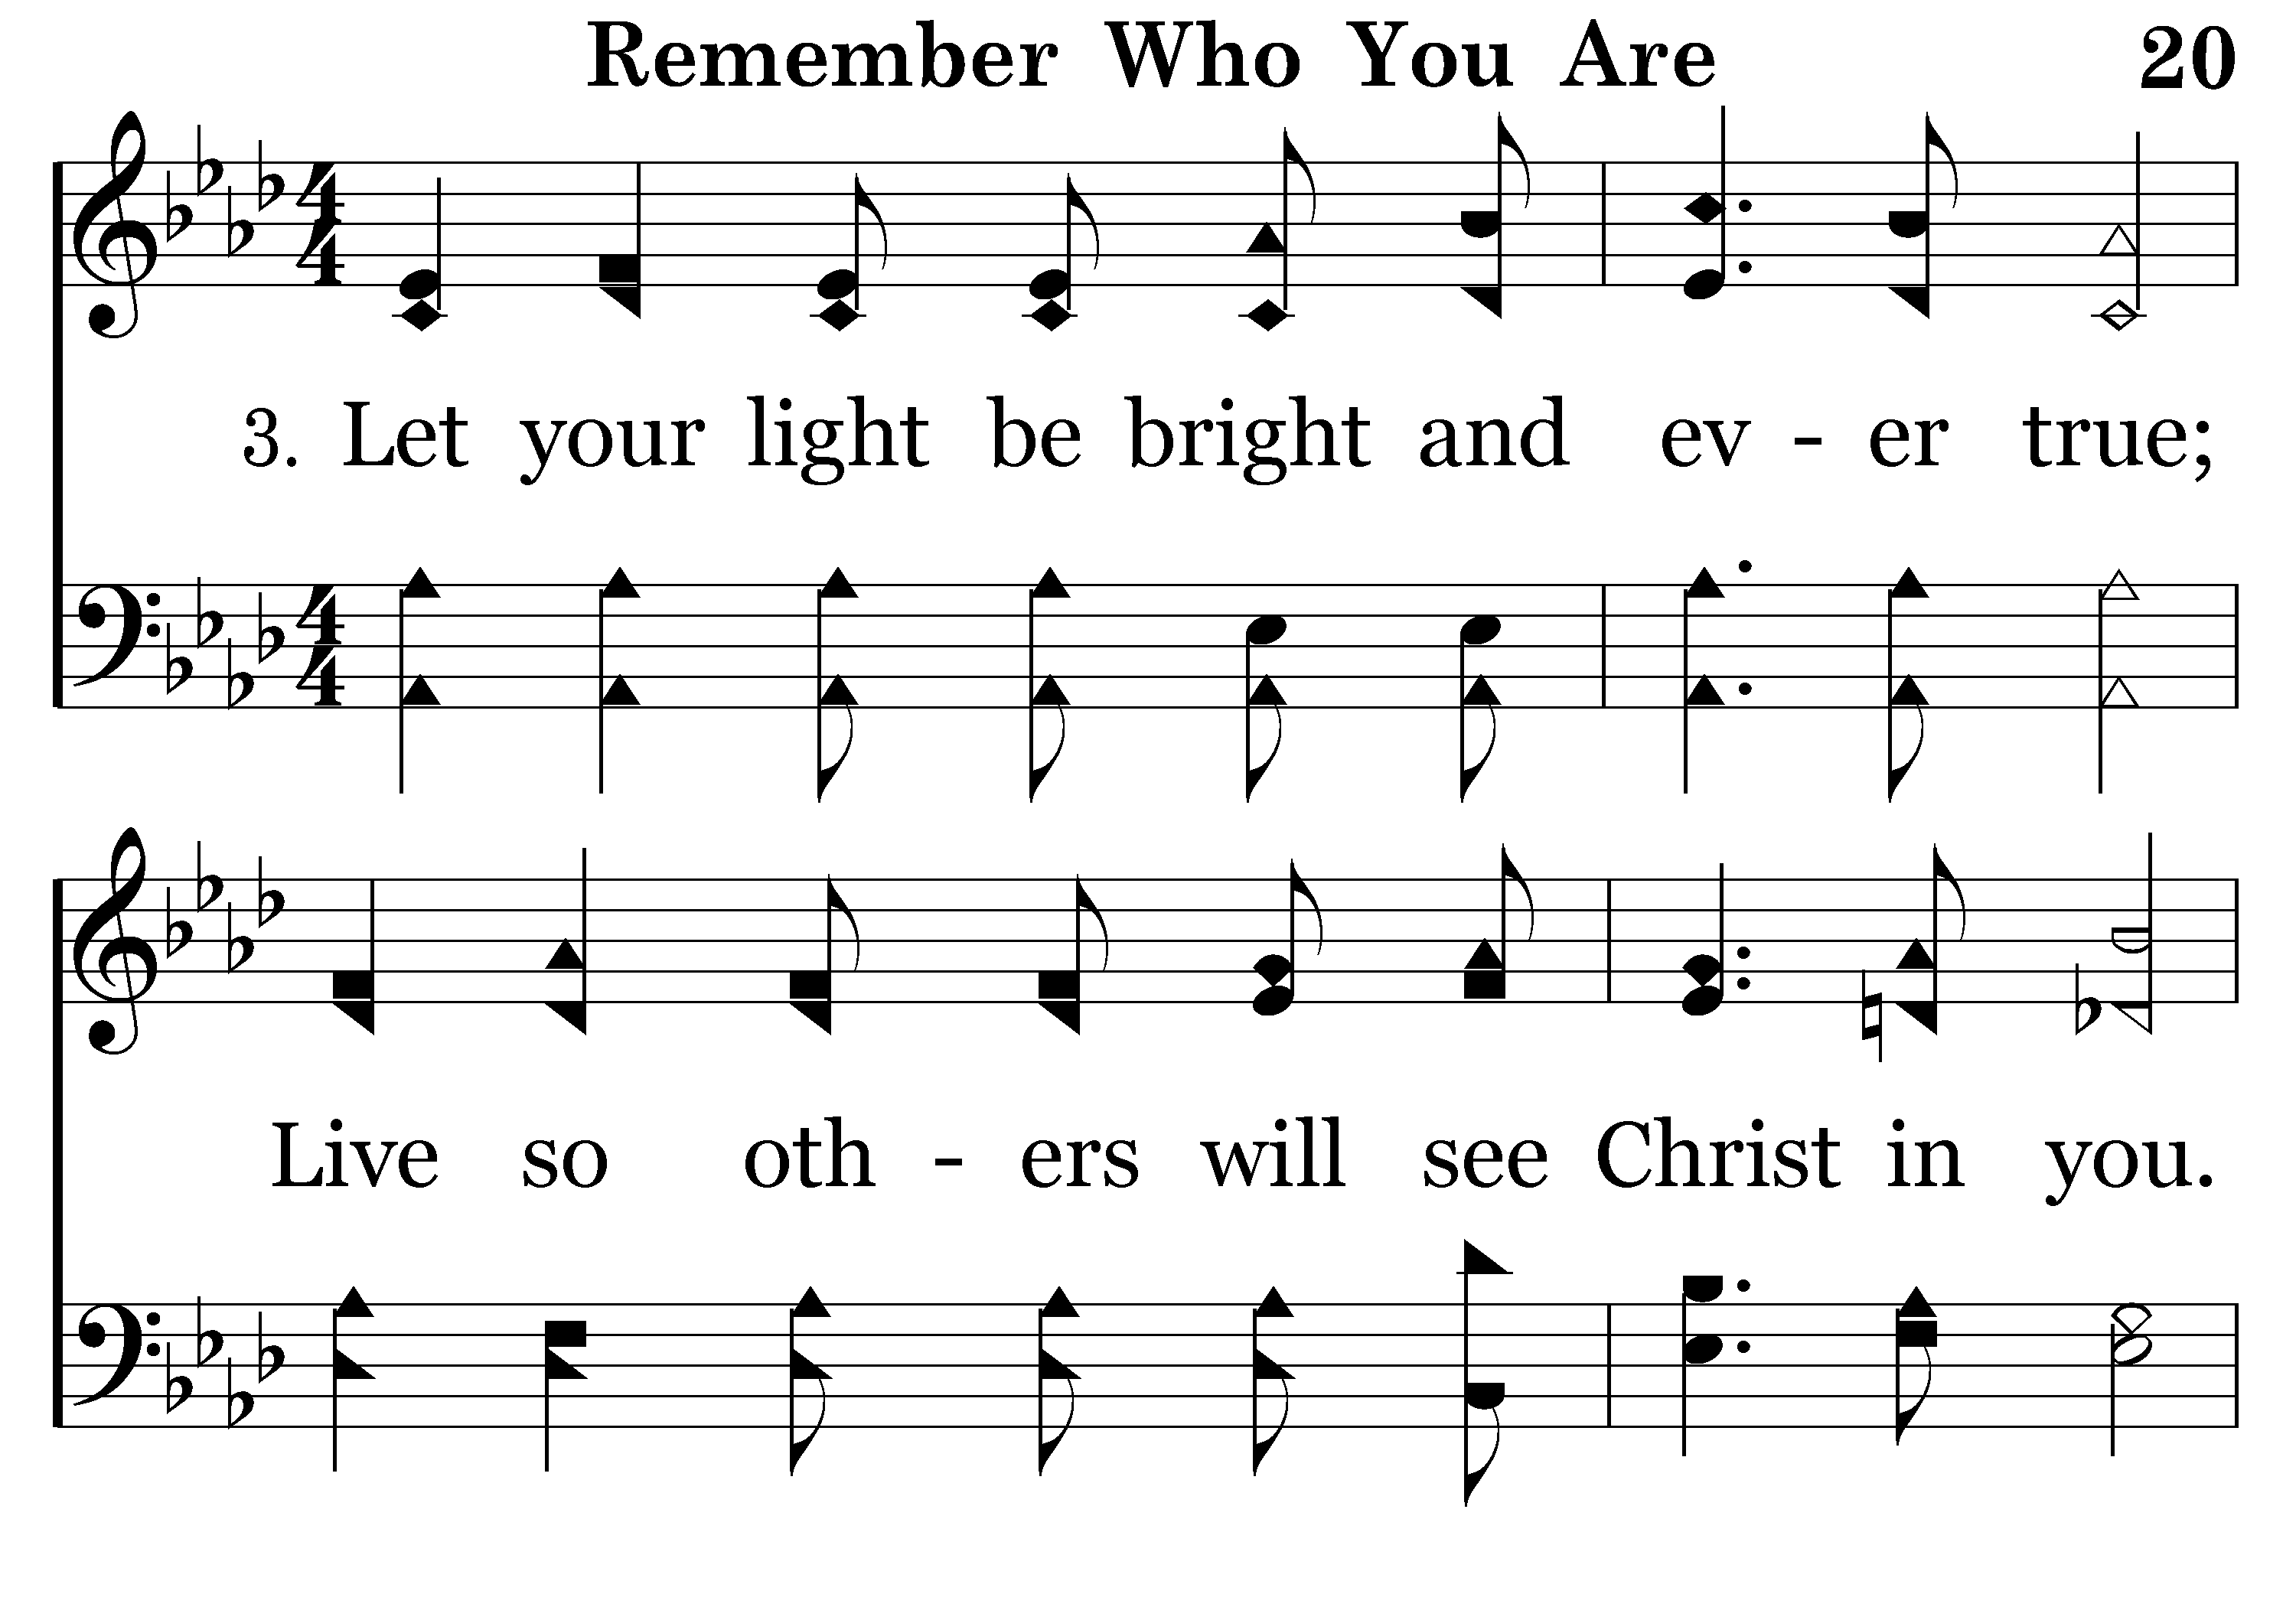 Remember Who You Are 20
3. Let your light be bright and ev - er true;
Live so oth - ers will see Christ in you.